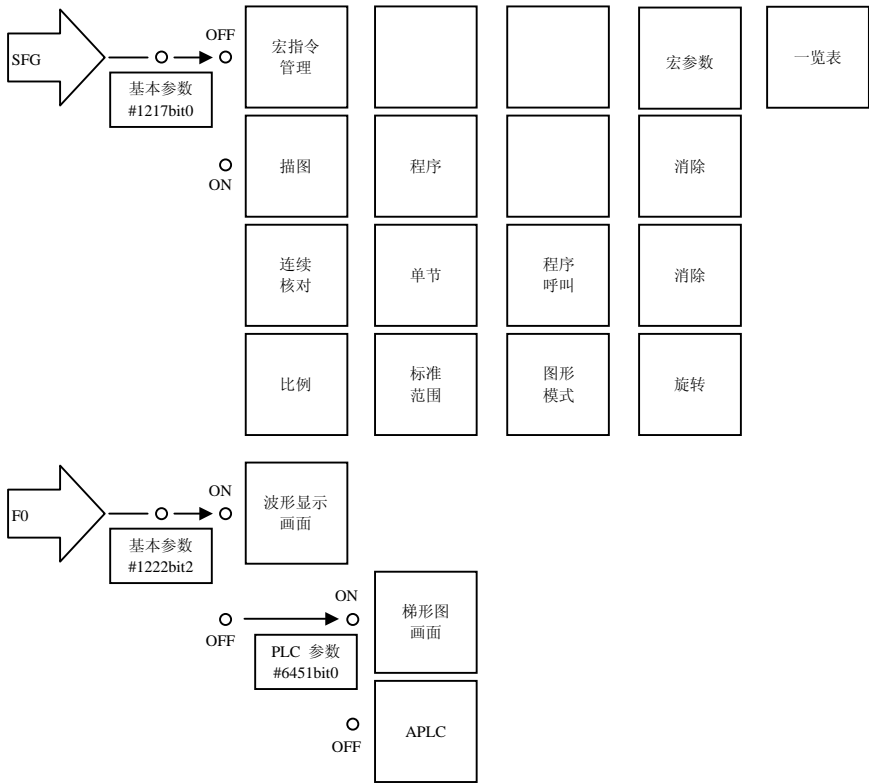 SFG
OFF
基本参数
#1217bit0
宏指令
管理
宏参数
一览表
ON
描图
程序
消除
连续
核对
单节
程序
呼叫
消除
比例
标准
范围
图形
模式
旋转
F0
ON
基本参数
#1222bit2
波形显示
画面
OFF
ON
PLC 参数
#6451bit0
梯形图
画面
OFF
APLC